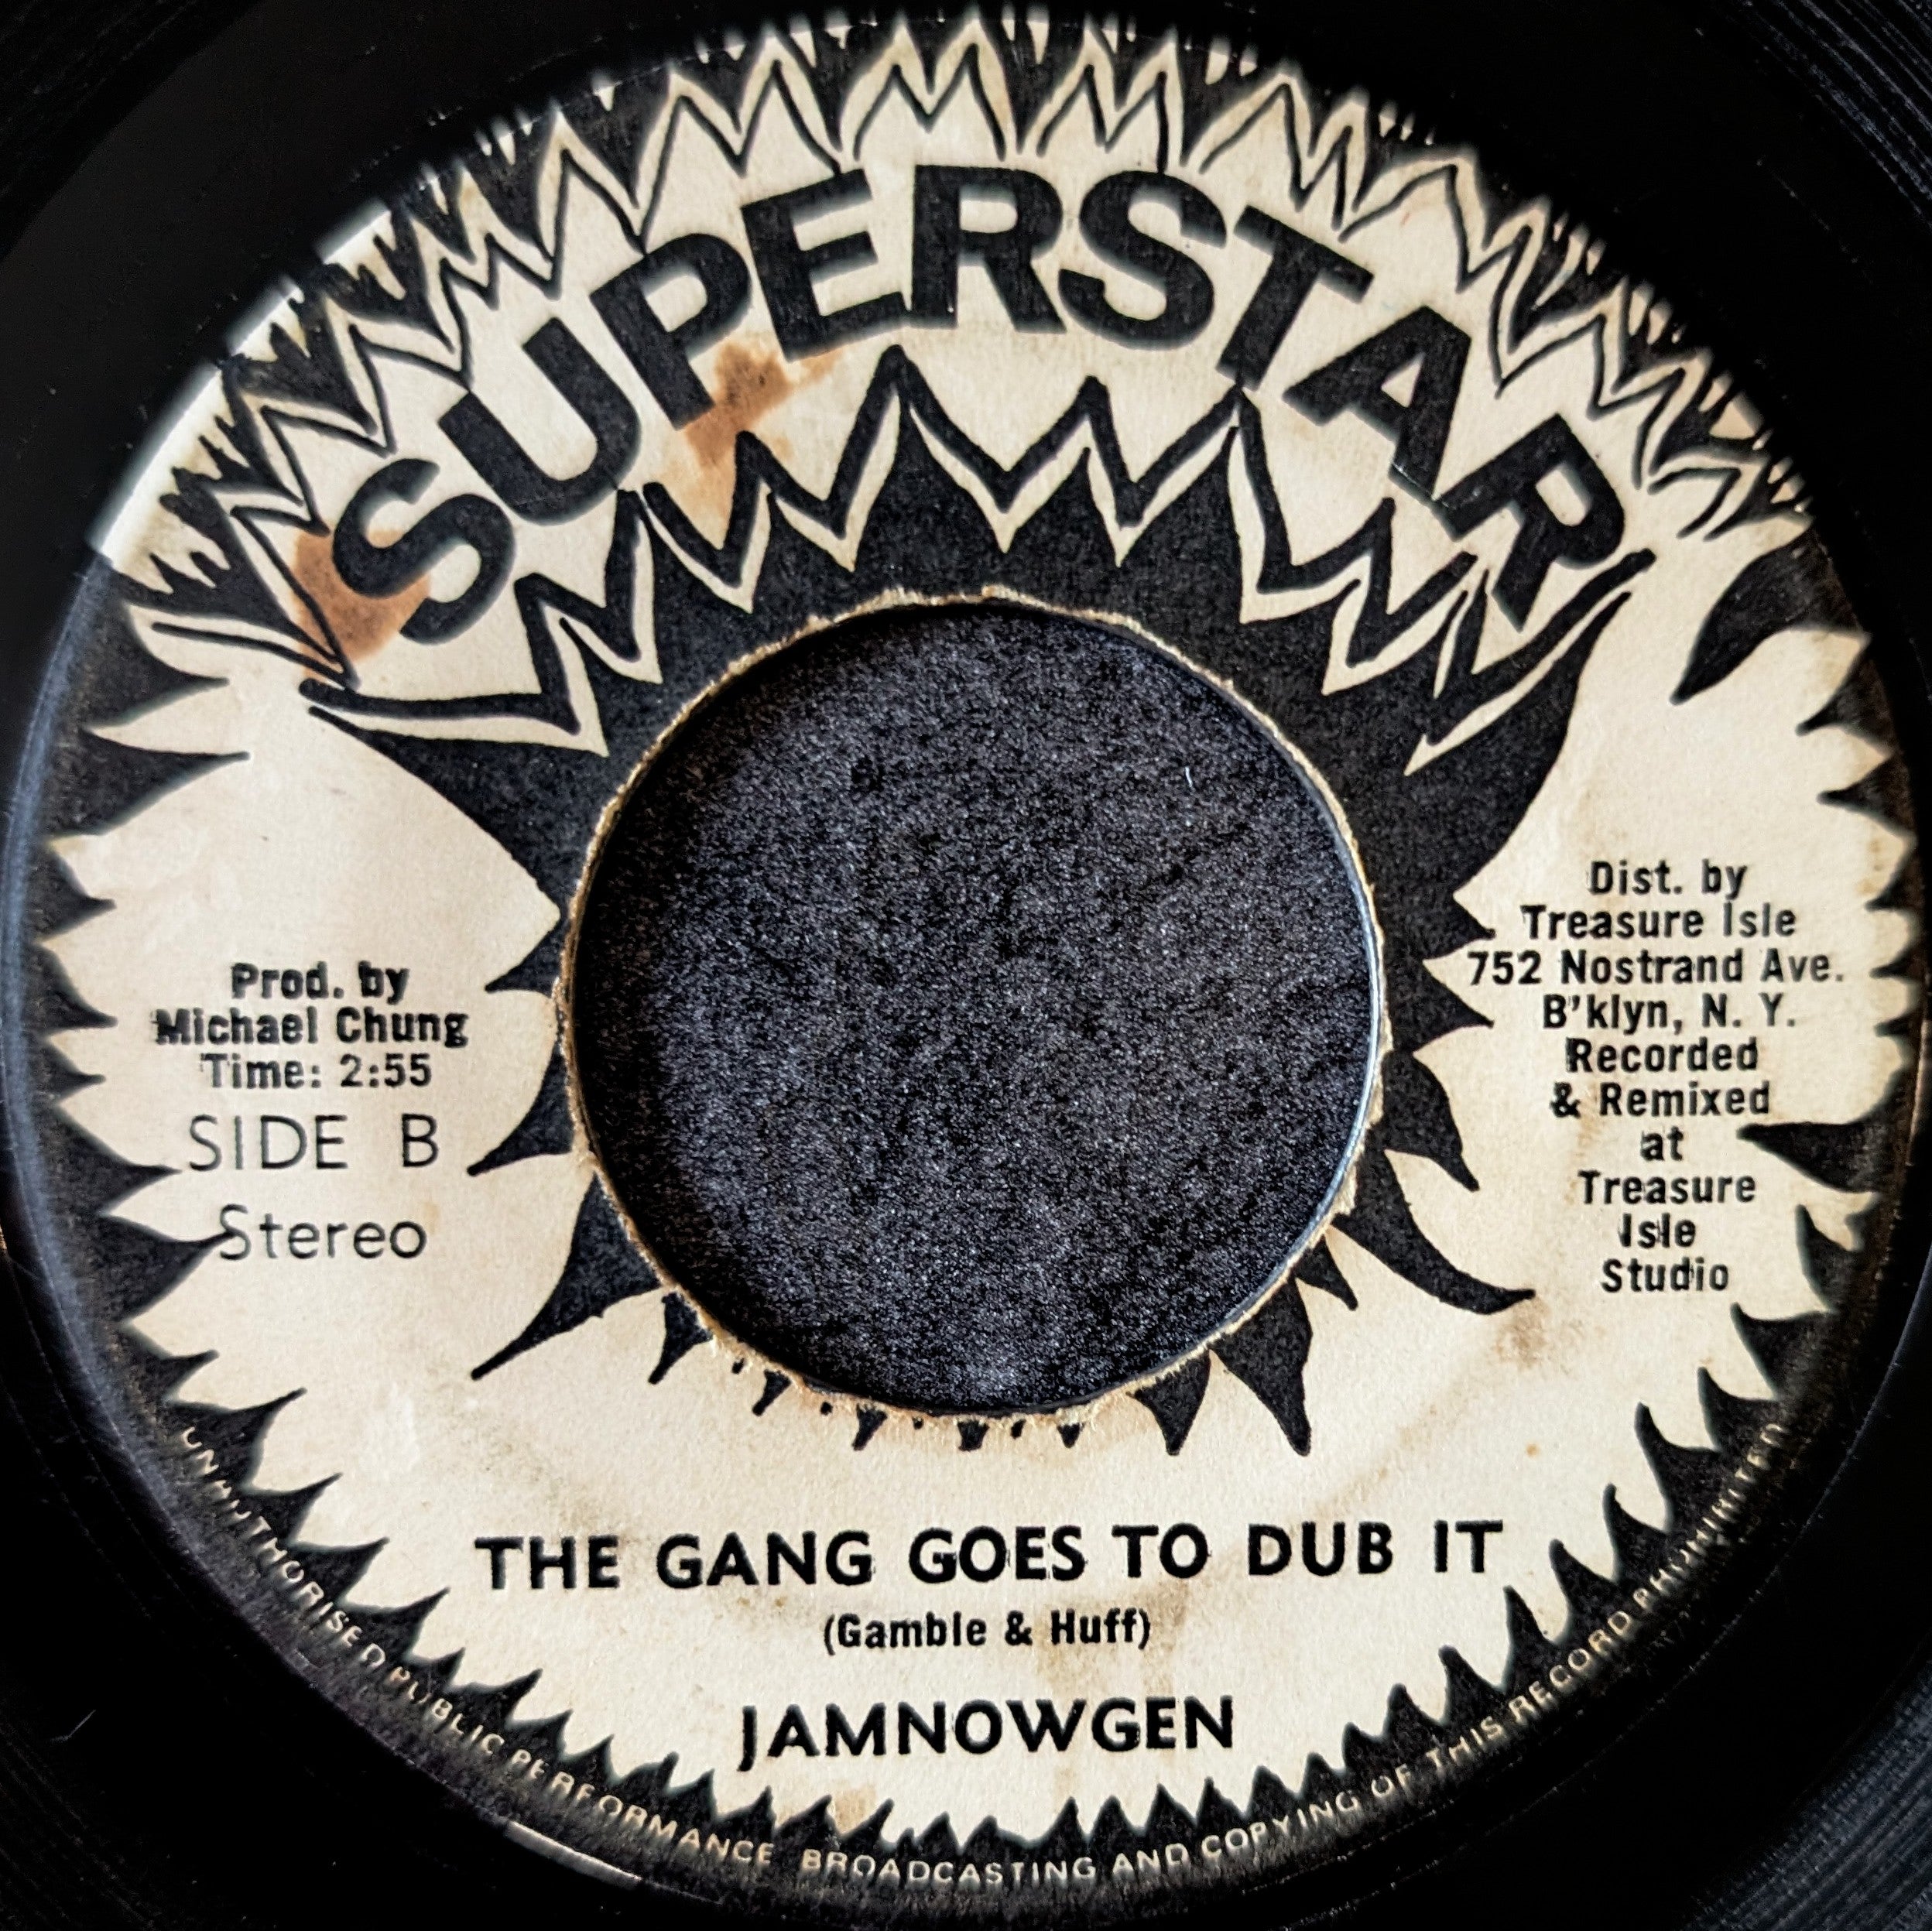 SUPERSTAR
Prod. by
Michael Chung
Time: 2:55
SIDE B
Stereo
Dist. by
Treasure Isle
752 Nostrand Ave.
B'klyn, N. Y.
Recorded
& Remixed
at
Treasure
Isle
Studio
THE GANG GOES TO DUB IT
(Gamble & Huff)
JAMNOWGEN
UNAUTHORISED PUBLIC PERFORMANCE BROADCASTING AND COPYING OF THIS RECORD PROHIBITED